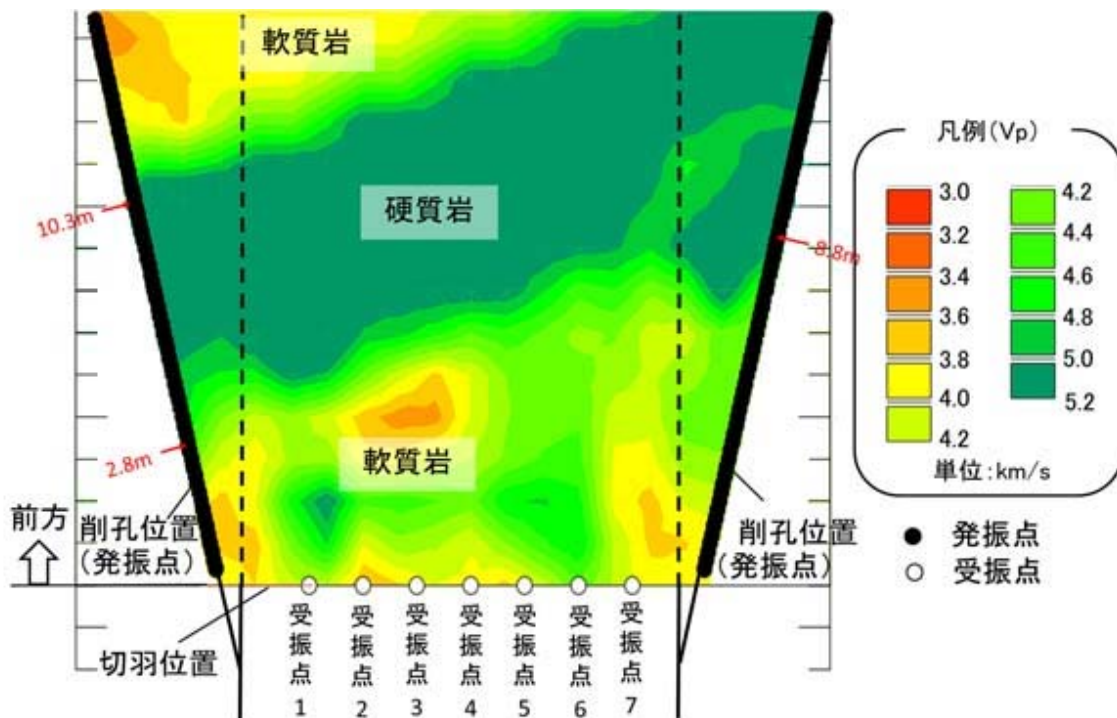 軟質岩
硬質岩
10.3m
8.8m
2.8m
軟質岩
前方
削孔位置
(発振点)
削孔位置
(発振点)
切羽位置
受振点1
受振点2
受振点3
受振点4
受振点5
受振点6
受振点7
凡例(Vp)
3.0
3.2
3.4
3.6
3.8
4.0
4.2
4.2
4.4
4.6
4.8
5.0
5.2
単位:km/s
発振点
受振点